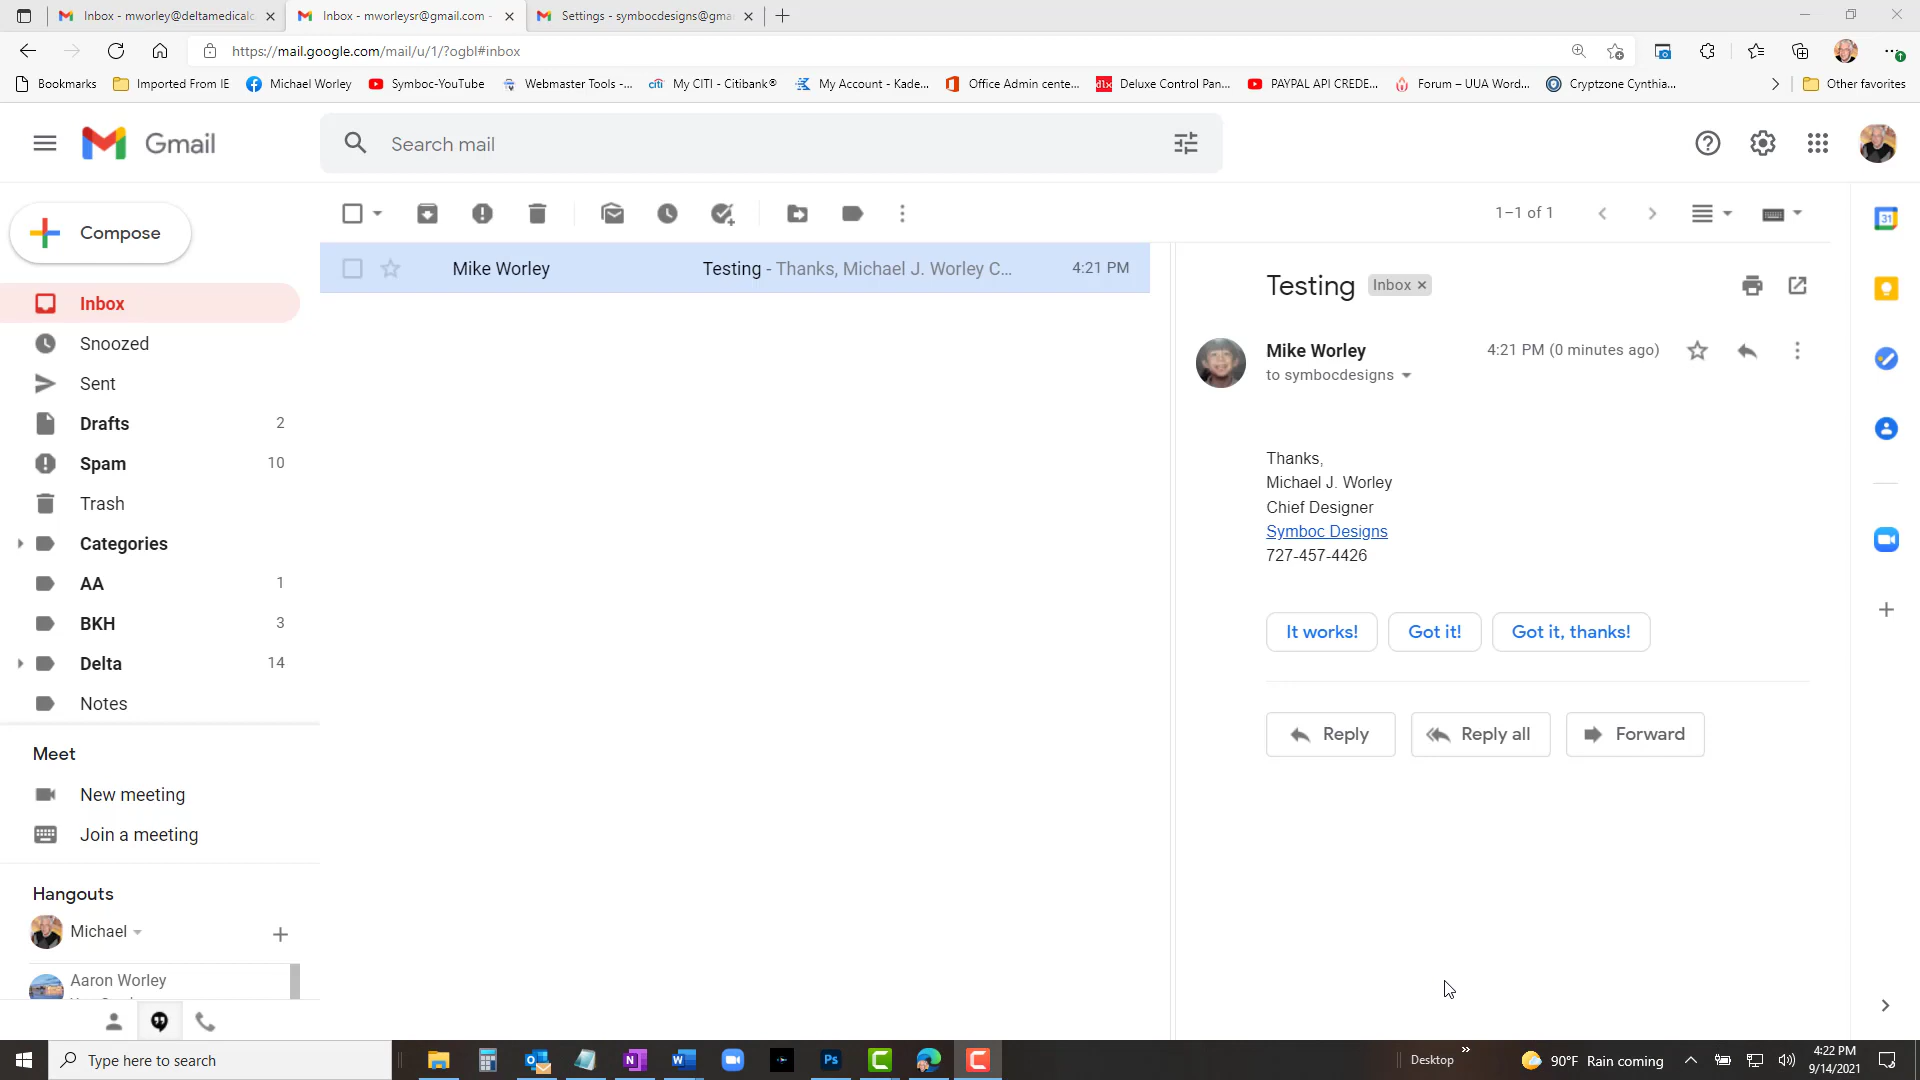 Inbox - mworley@deltamedicalc
Inbox - mworleysr@gmail.com -
Settings - symbocdesigns@gma
https://mail.google.com/mail/u/1/?ogbl#inbox
Bookmarks
Imported From IE
Michael Worley
Symboc-YouTube
Webmaster Tools -...
citi My CITI - Citibank®
My Account - Kade...
Office Admin cente...
dlx Deluxe Control Pan...
PAYPAL API CREDE...
Forum – UUA Word...
Cryptzone Cynthia...
Other favorites
Gmail
Search mail
Compose
1–1 of 1
31
Mike Worley
Testing - Thanks, Michael J. Worley C...
4:21 PM
Testing
Inbox ×
Inbox
Snoozed
Sent
Drafts 2
Spam 10
Trash
Categories
AA 1
BKH 3
Delta 14
Notes
Mike Worley
4:21 PM (0 minutes ago)
to symbocdesigns
Thanks,
Michael J. Worley
Chief Designer
Symboc Designs
727-457-4426
It works!
Got it!
Got it, thanks!
Reply
Reply all
Forward
Meet
New meeting
Join a meeting
Hangouts
Michael
Aaron Worley
Type here to search
Ps
Desktop
90°F Rain coming
4:22 PM
9/14/2021